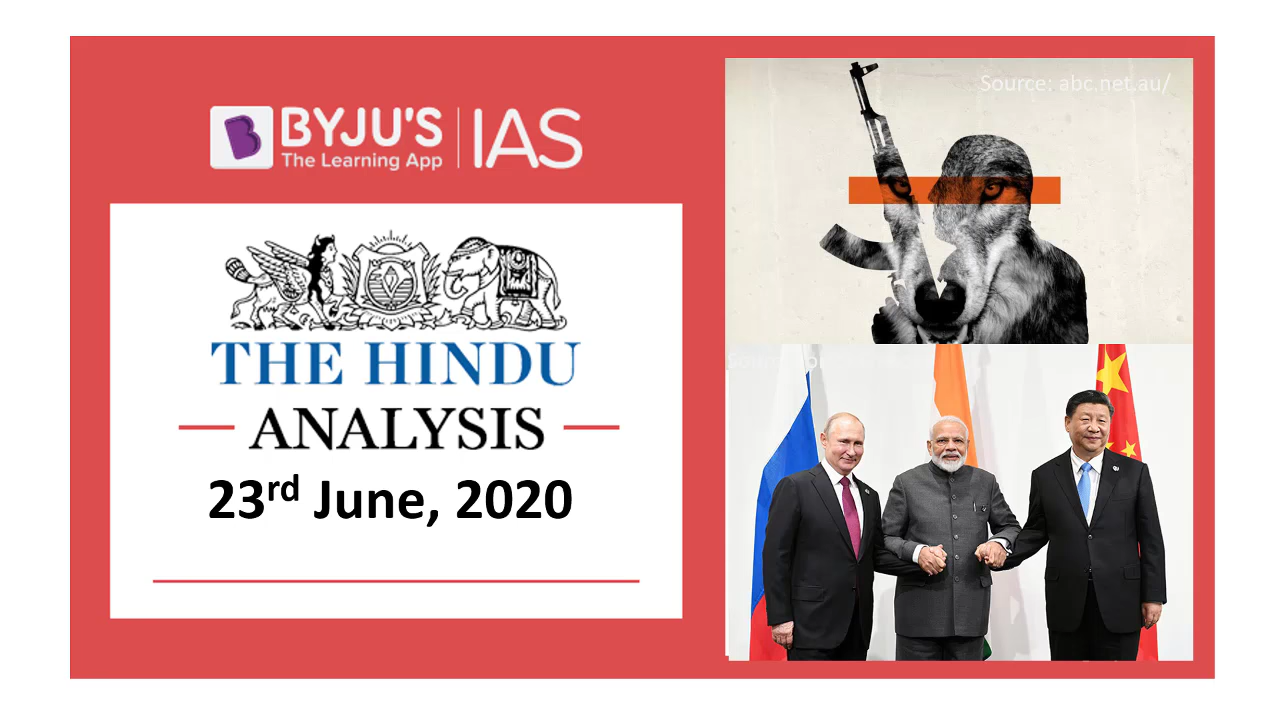 BYJU'S
The Learning App
IAS
THE HINDU
ANALYSIS
23rd June, 2020
Source: abc.net.au/